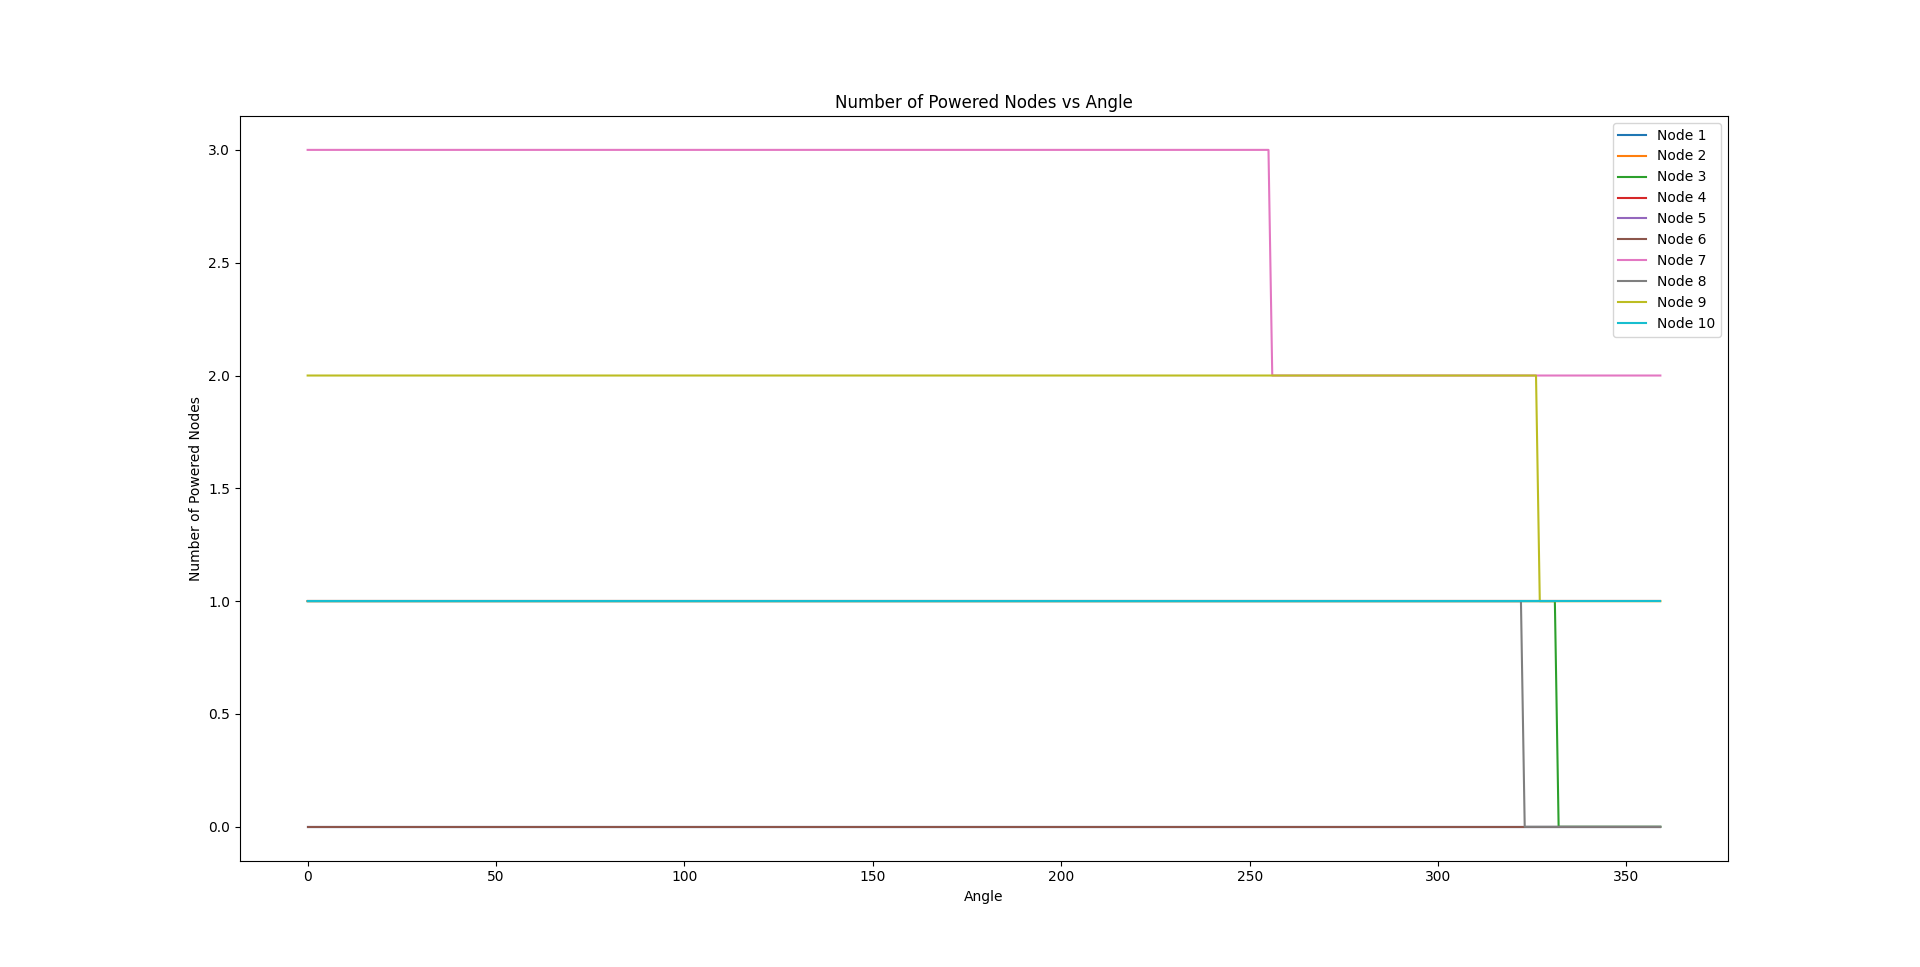 Number of Powered Nodes vs Angle
3.0
2.5
2.0
1.5
1.0
0.5
0.0
Number of Powered Nodes
0 50 100 150 200 250 300 350
Angle
Node 1
Node 2
Node 3
Node 4
Node 5
Node 6
Node 7
Node 8
Node 9
Node 10